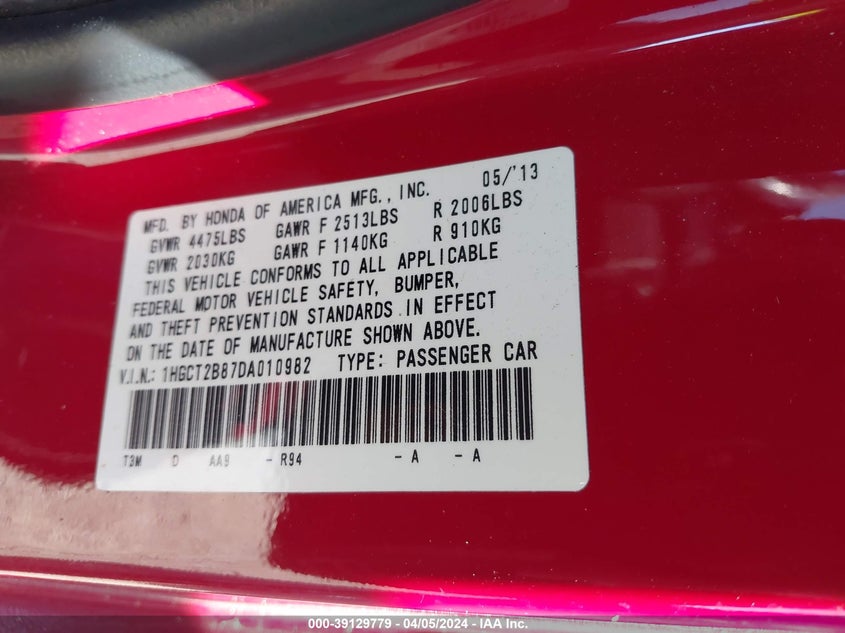 MFD. BY HONDA OF AMERICA MFG., INC. 05/'13
GVWR 4475LBS GAWR F 2513LBS R 2006LBS
GVWR 2030KG GAWR F 1140KG R 910KG
THIS VEHICLE CONFORMS TO ALL APPLICABLE
FEDERAL MOTOR VEHICLE SAFETY, BUMPER,
AND THEFT PREVENTION STANDARDS IN EFFECT
ON THE DATE OF MANUFACTURE SHOWN ABOVE.
V.I.N.: 1HGCT2B87DA010982 TYPE: PASSENGER CAR
T3M D AA9 - R94 - A - A
000-39129779 - 04/05/2024 - IAA Inc.